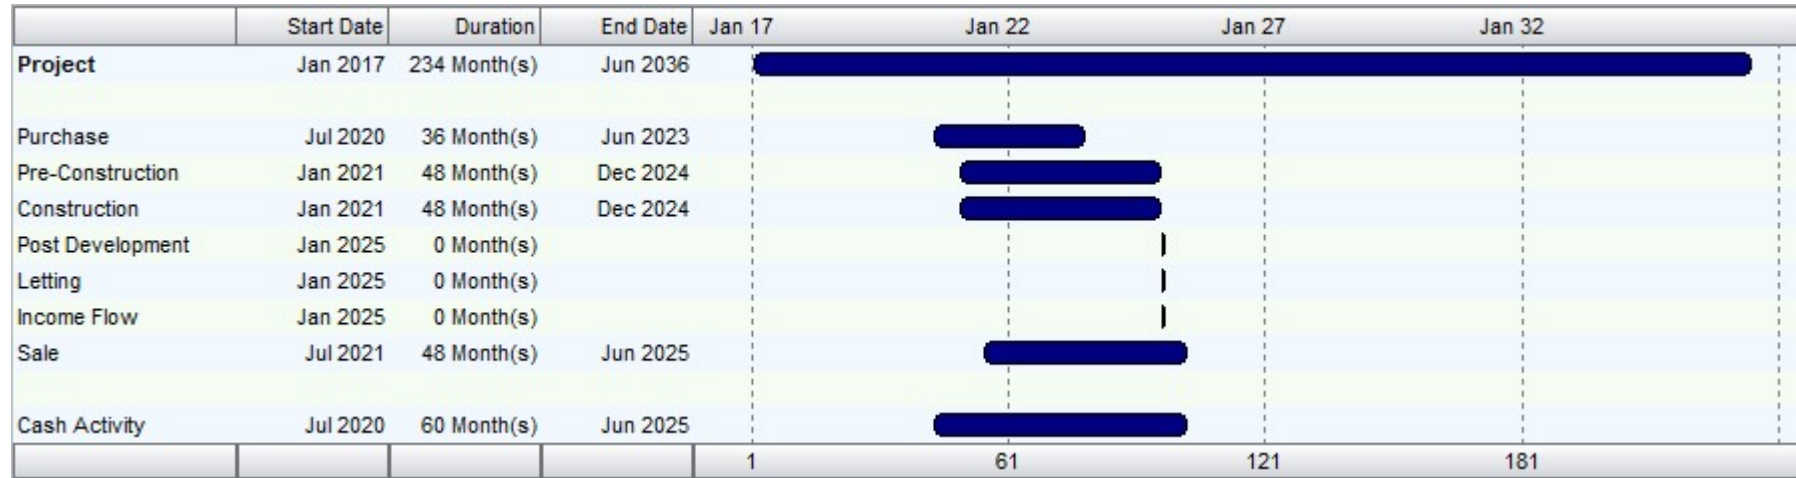 Start Date Duration End Date Jan 17 Jan 22 Jan 27 Jan 32
Project Jan 2017 234 Month(s) Jun 2036
Purchase Jul 2020 36 Month(s) Jun 2023
Pre-Construction Jan 2021 48 Month(s) Dec 2024
Construction Jan 2021 48 Month(s) Dec 2024
Post Development Jan 2025 0 Month(s)
Letting Jan 2025 0 Month(s)
Income Flow Jan 2025 0 Month(s)
Sale Jul 2021 48 Month(s) Jun 2025
Cash Activity Jul 2020 60 Month(s) Jun 2025
1 61 121 181